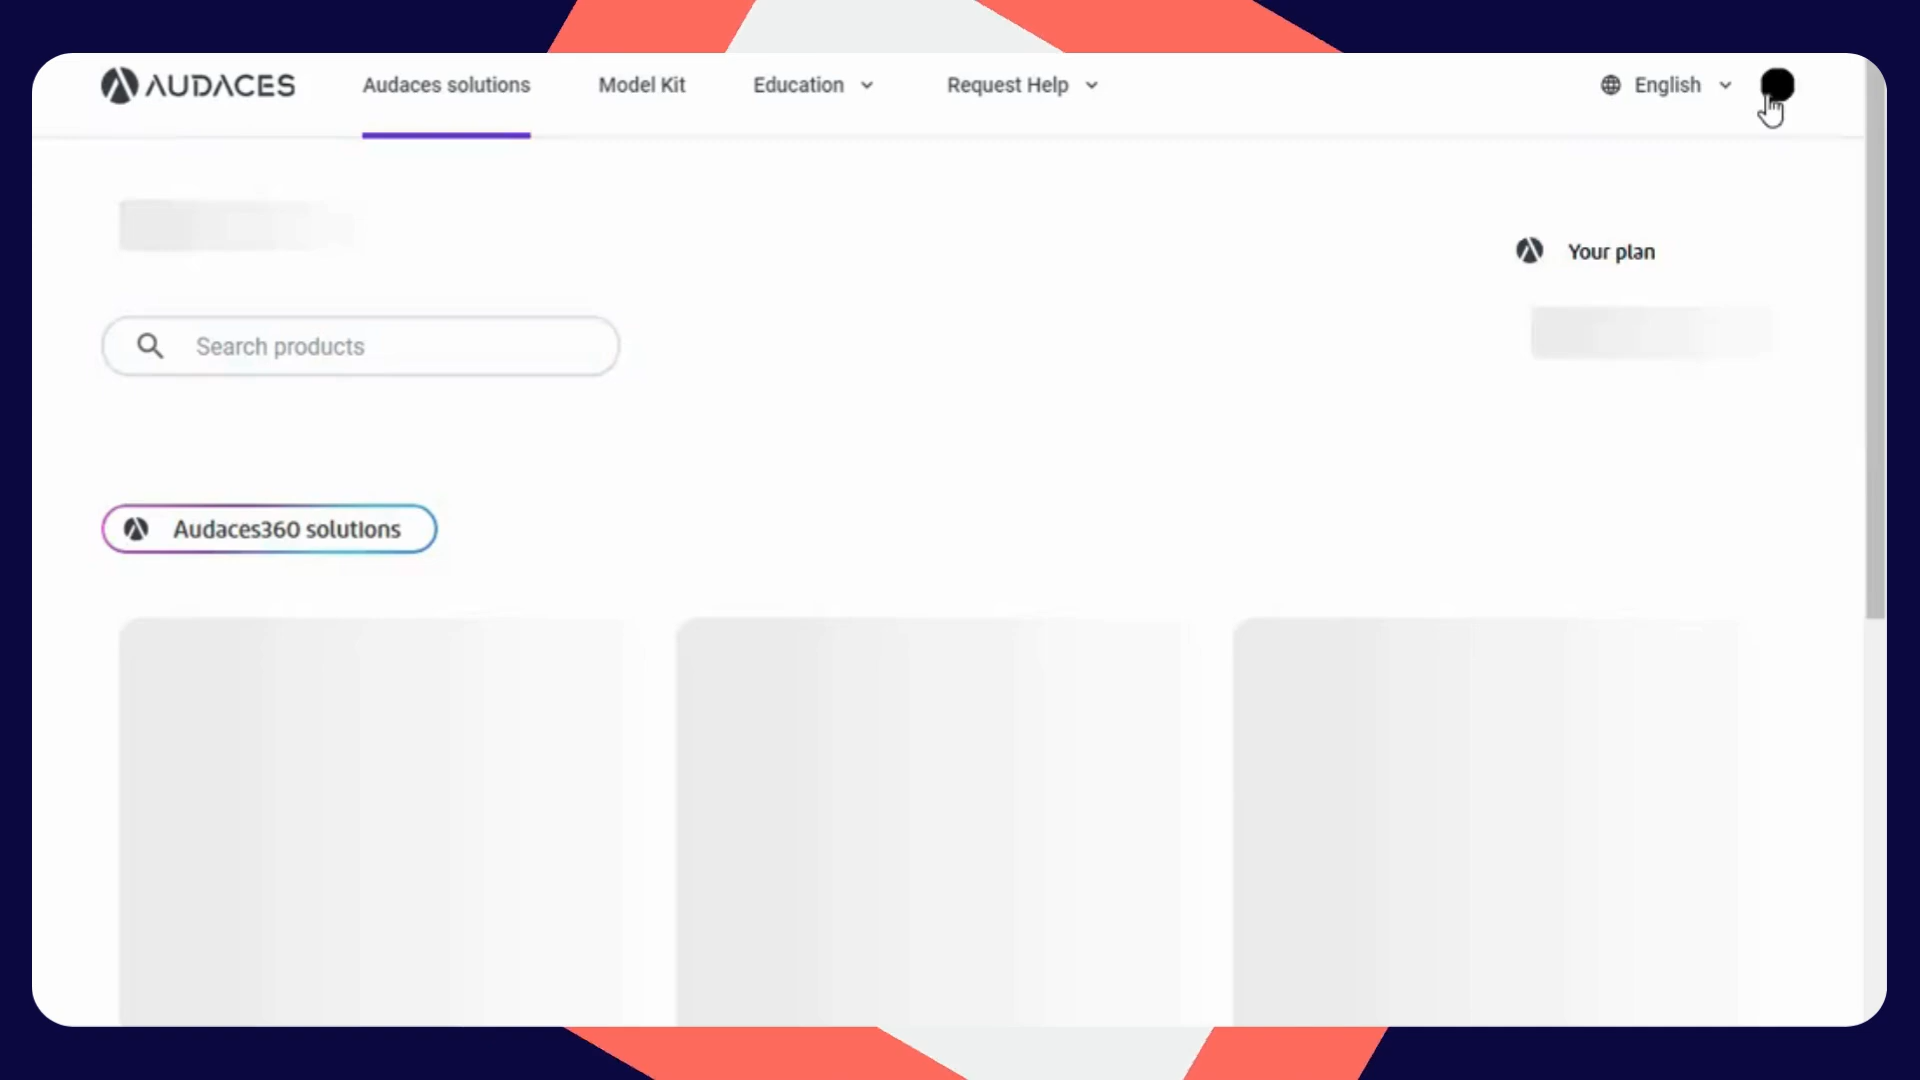 AUDACES
Audaces solutions
Model Kit
Education
Request Help
English
Your plan
Search products
Audaces360 solutions